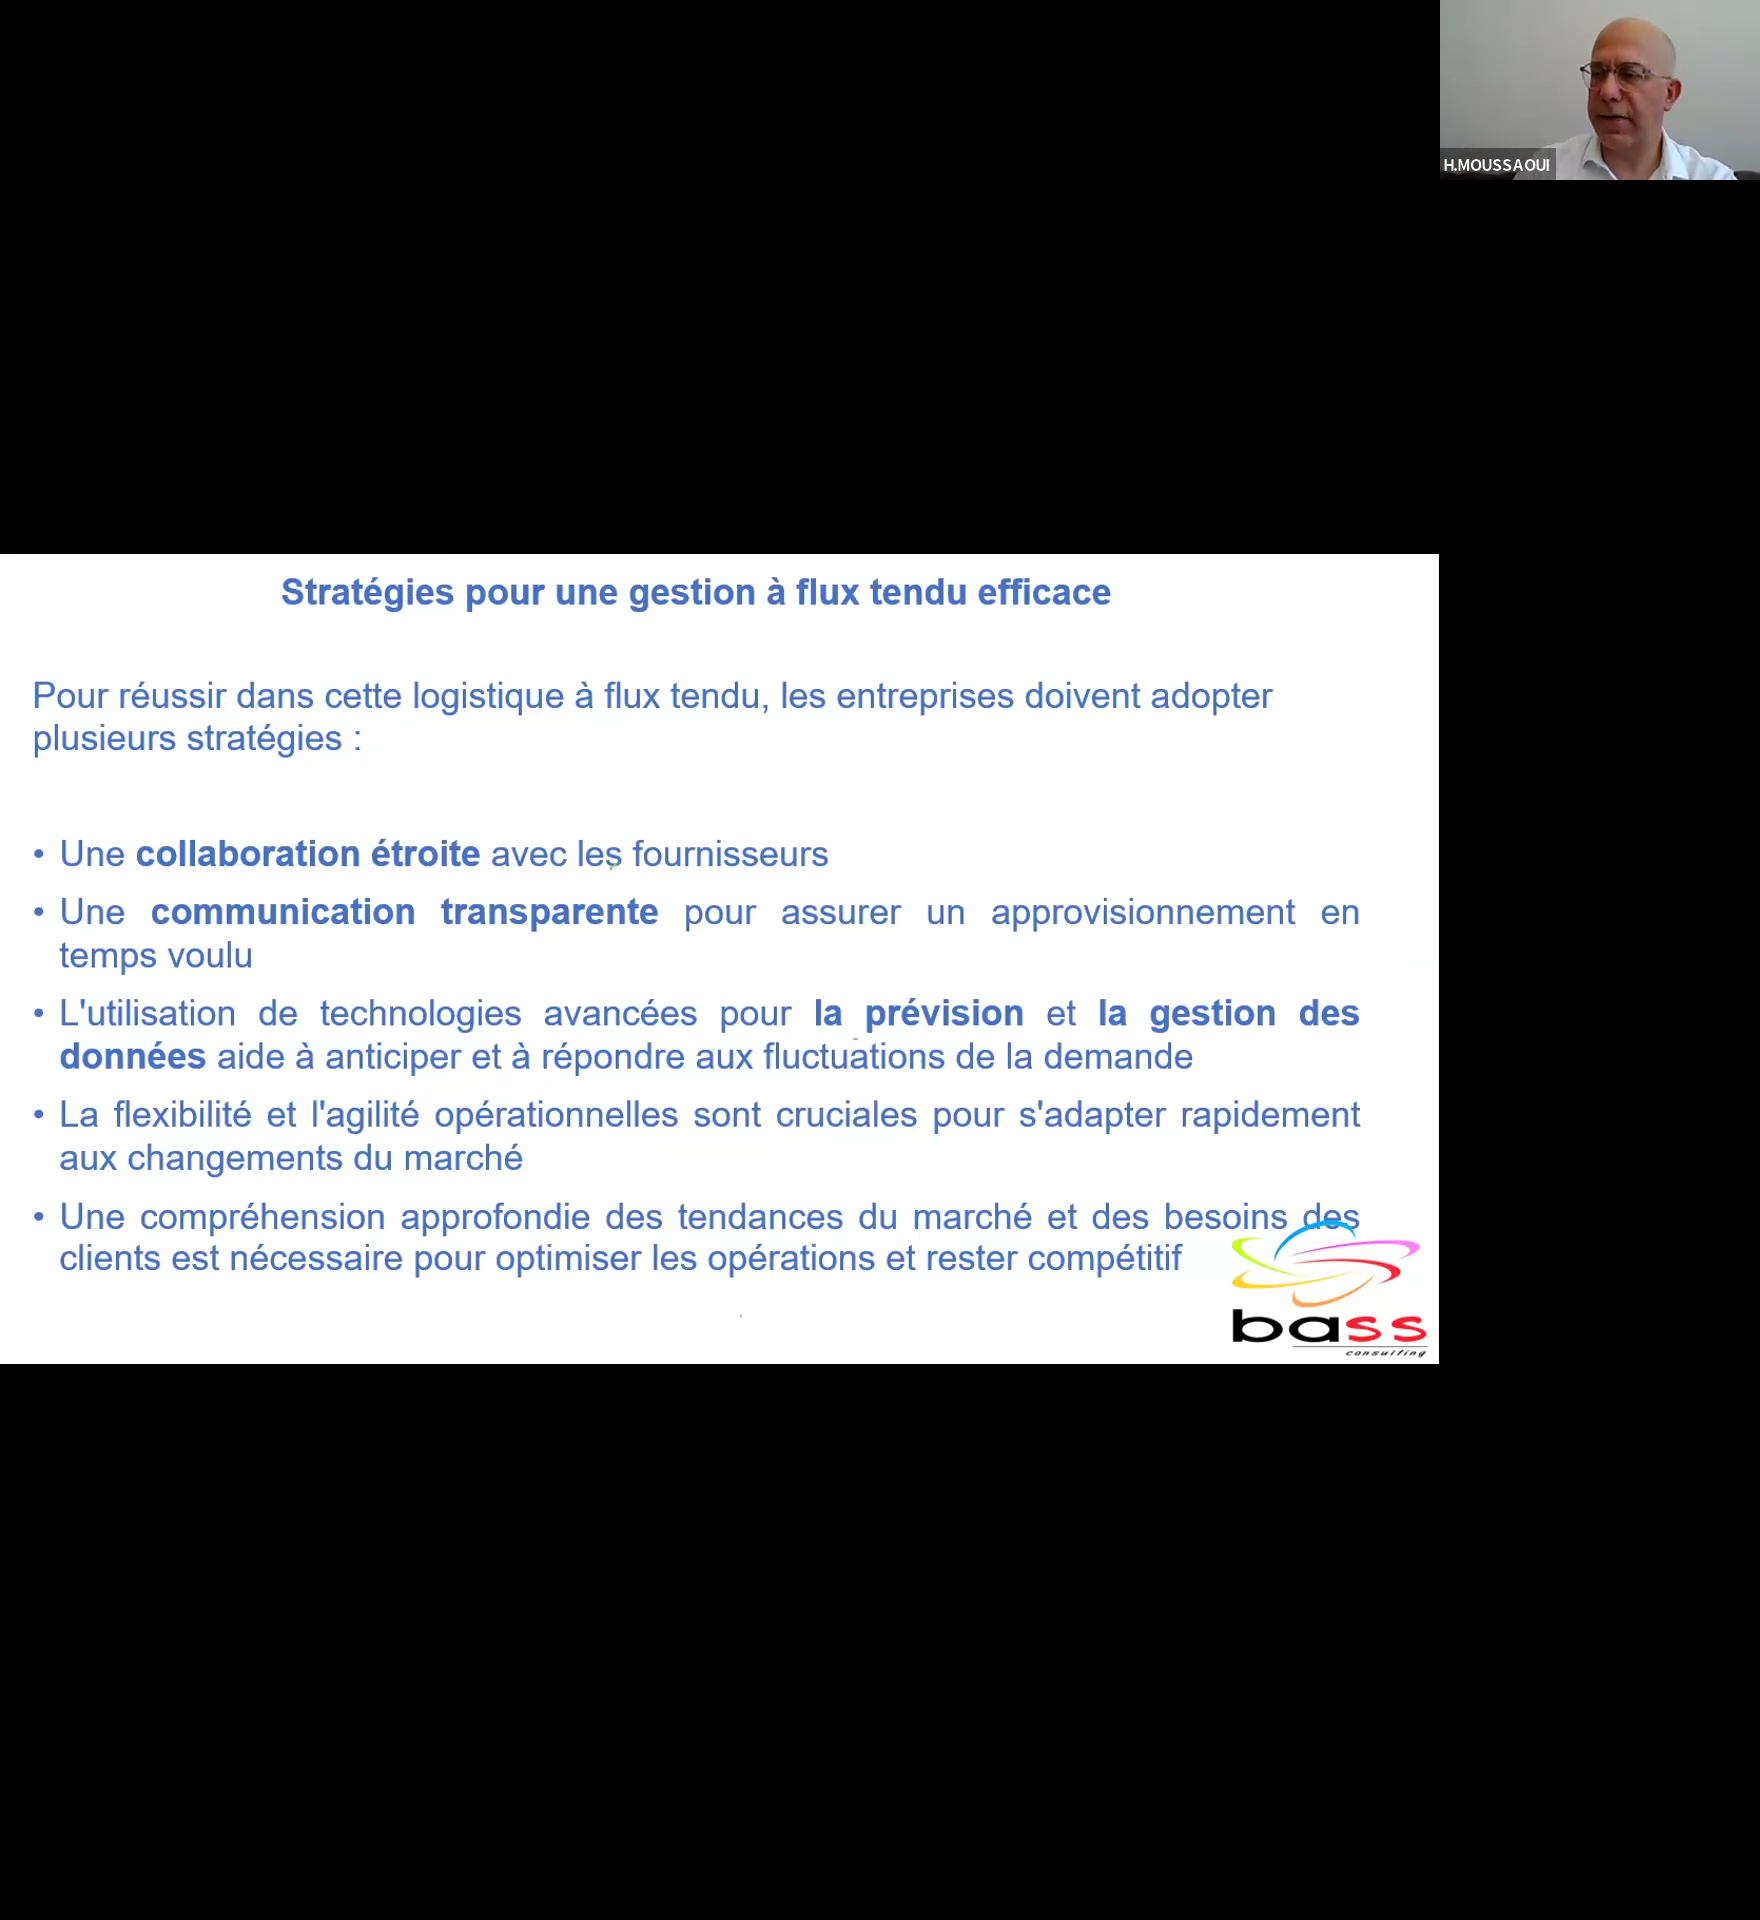 H.MOUSSAOUI
Stratégies pour une gestion à flux tendu efficace
Pour réussir dans cette logistique à flux tendu, les entreprises doivent adopter
plusieurs stratégies :
• Une collaboration étroite avec les fournisseurs
• Une communication transparente pour assurer un approvisionnement en
temps voulu
• L'utilisation de technologies avancées pour la prévision et la gestion des
données aide à anticiper et à répondre aux fluctuations de la demande
• La flexibilité et l'agilité opérationnelles sont cruciales pour s'adapter rapidement
aux changements du marché
• Une compréhension approfondie des tendances du marché et des besoins des
clients est nécessaire pour optimiser les opérations et rester compétitif
bass
consulting